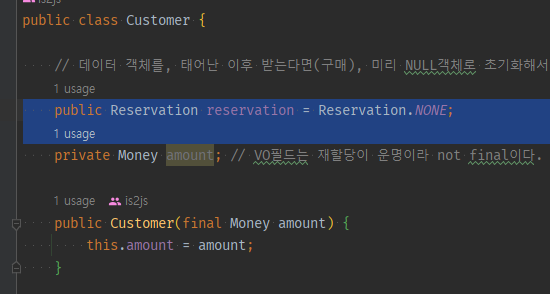 is2js
public class Customer {
// 데이터 객체를, 태어난 이후 받는다면(구매), 미리 NULL객체로 초기화해서
1 usage
public Reservation reservation = Reservation.NONE;
1 usage
private Money amount; // VO필드는 재할당이 운명이라 not final이다.
1 usage is2js
public Customer(final Money amount) {
this.amount = amount;
}